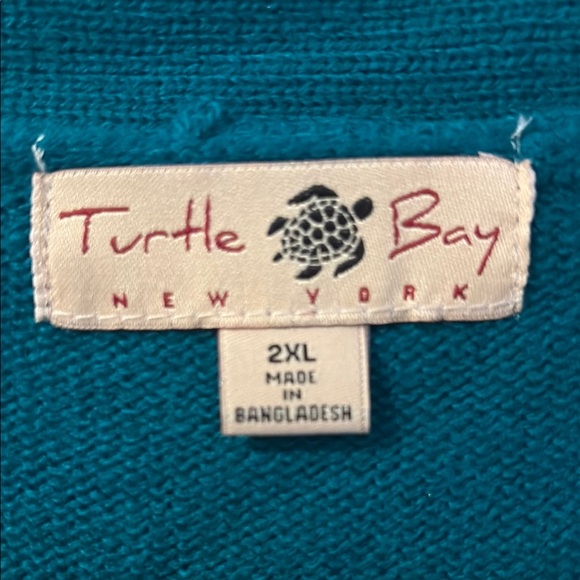 Turtle Bay
NEW YORK
2XL
MADE
IN
BANGLADESH